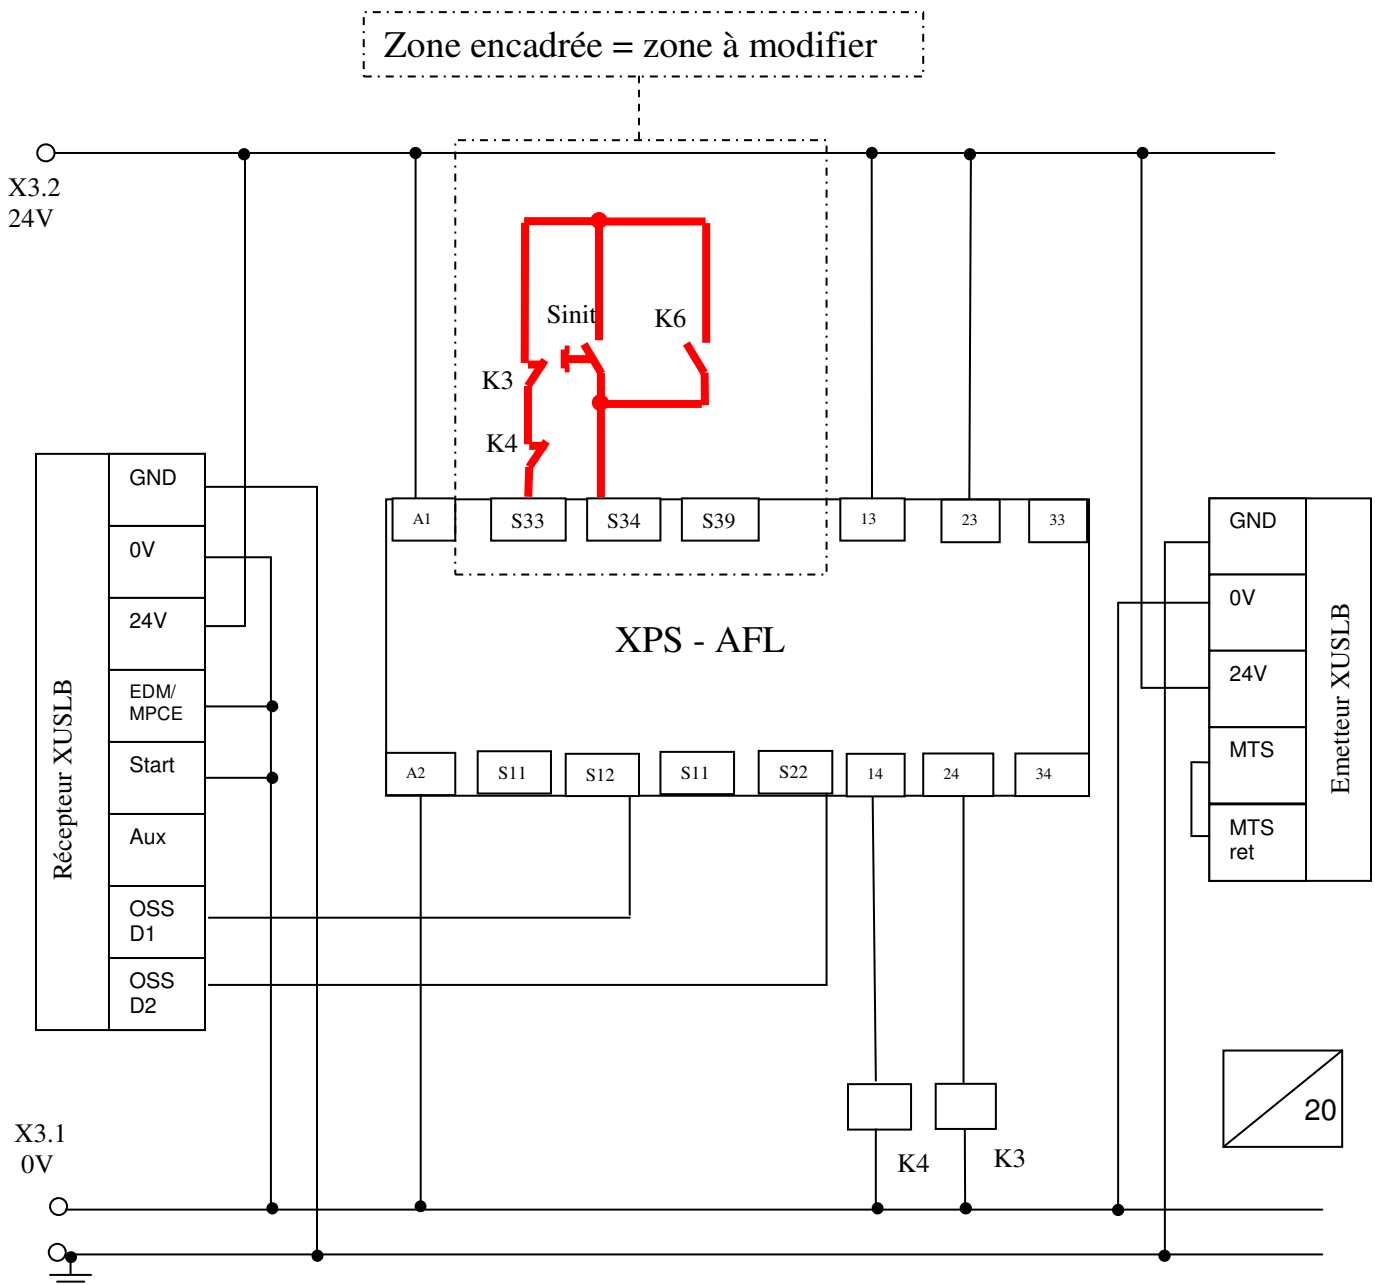 Zone encadrée = zone à modifier
X3.2
24V
Sinit
K6
K3
K4
A1
S33
S34
S39
13
23
33
XPS - AFL
A2
S11
S12
S11
S22
14
24
34
Récepteur XUSLB
GND
0V
24V
EDM/
MPCE
Start
Aux
OSS
D1
OSS
D2
GND
0V
24V
MTS
MTS
ret
Emetteur XUSLB
K4
K3
20
X3.1
0V